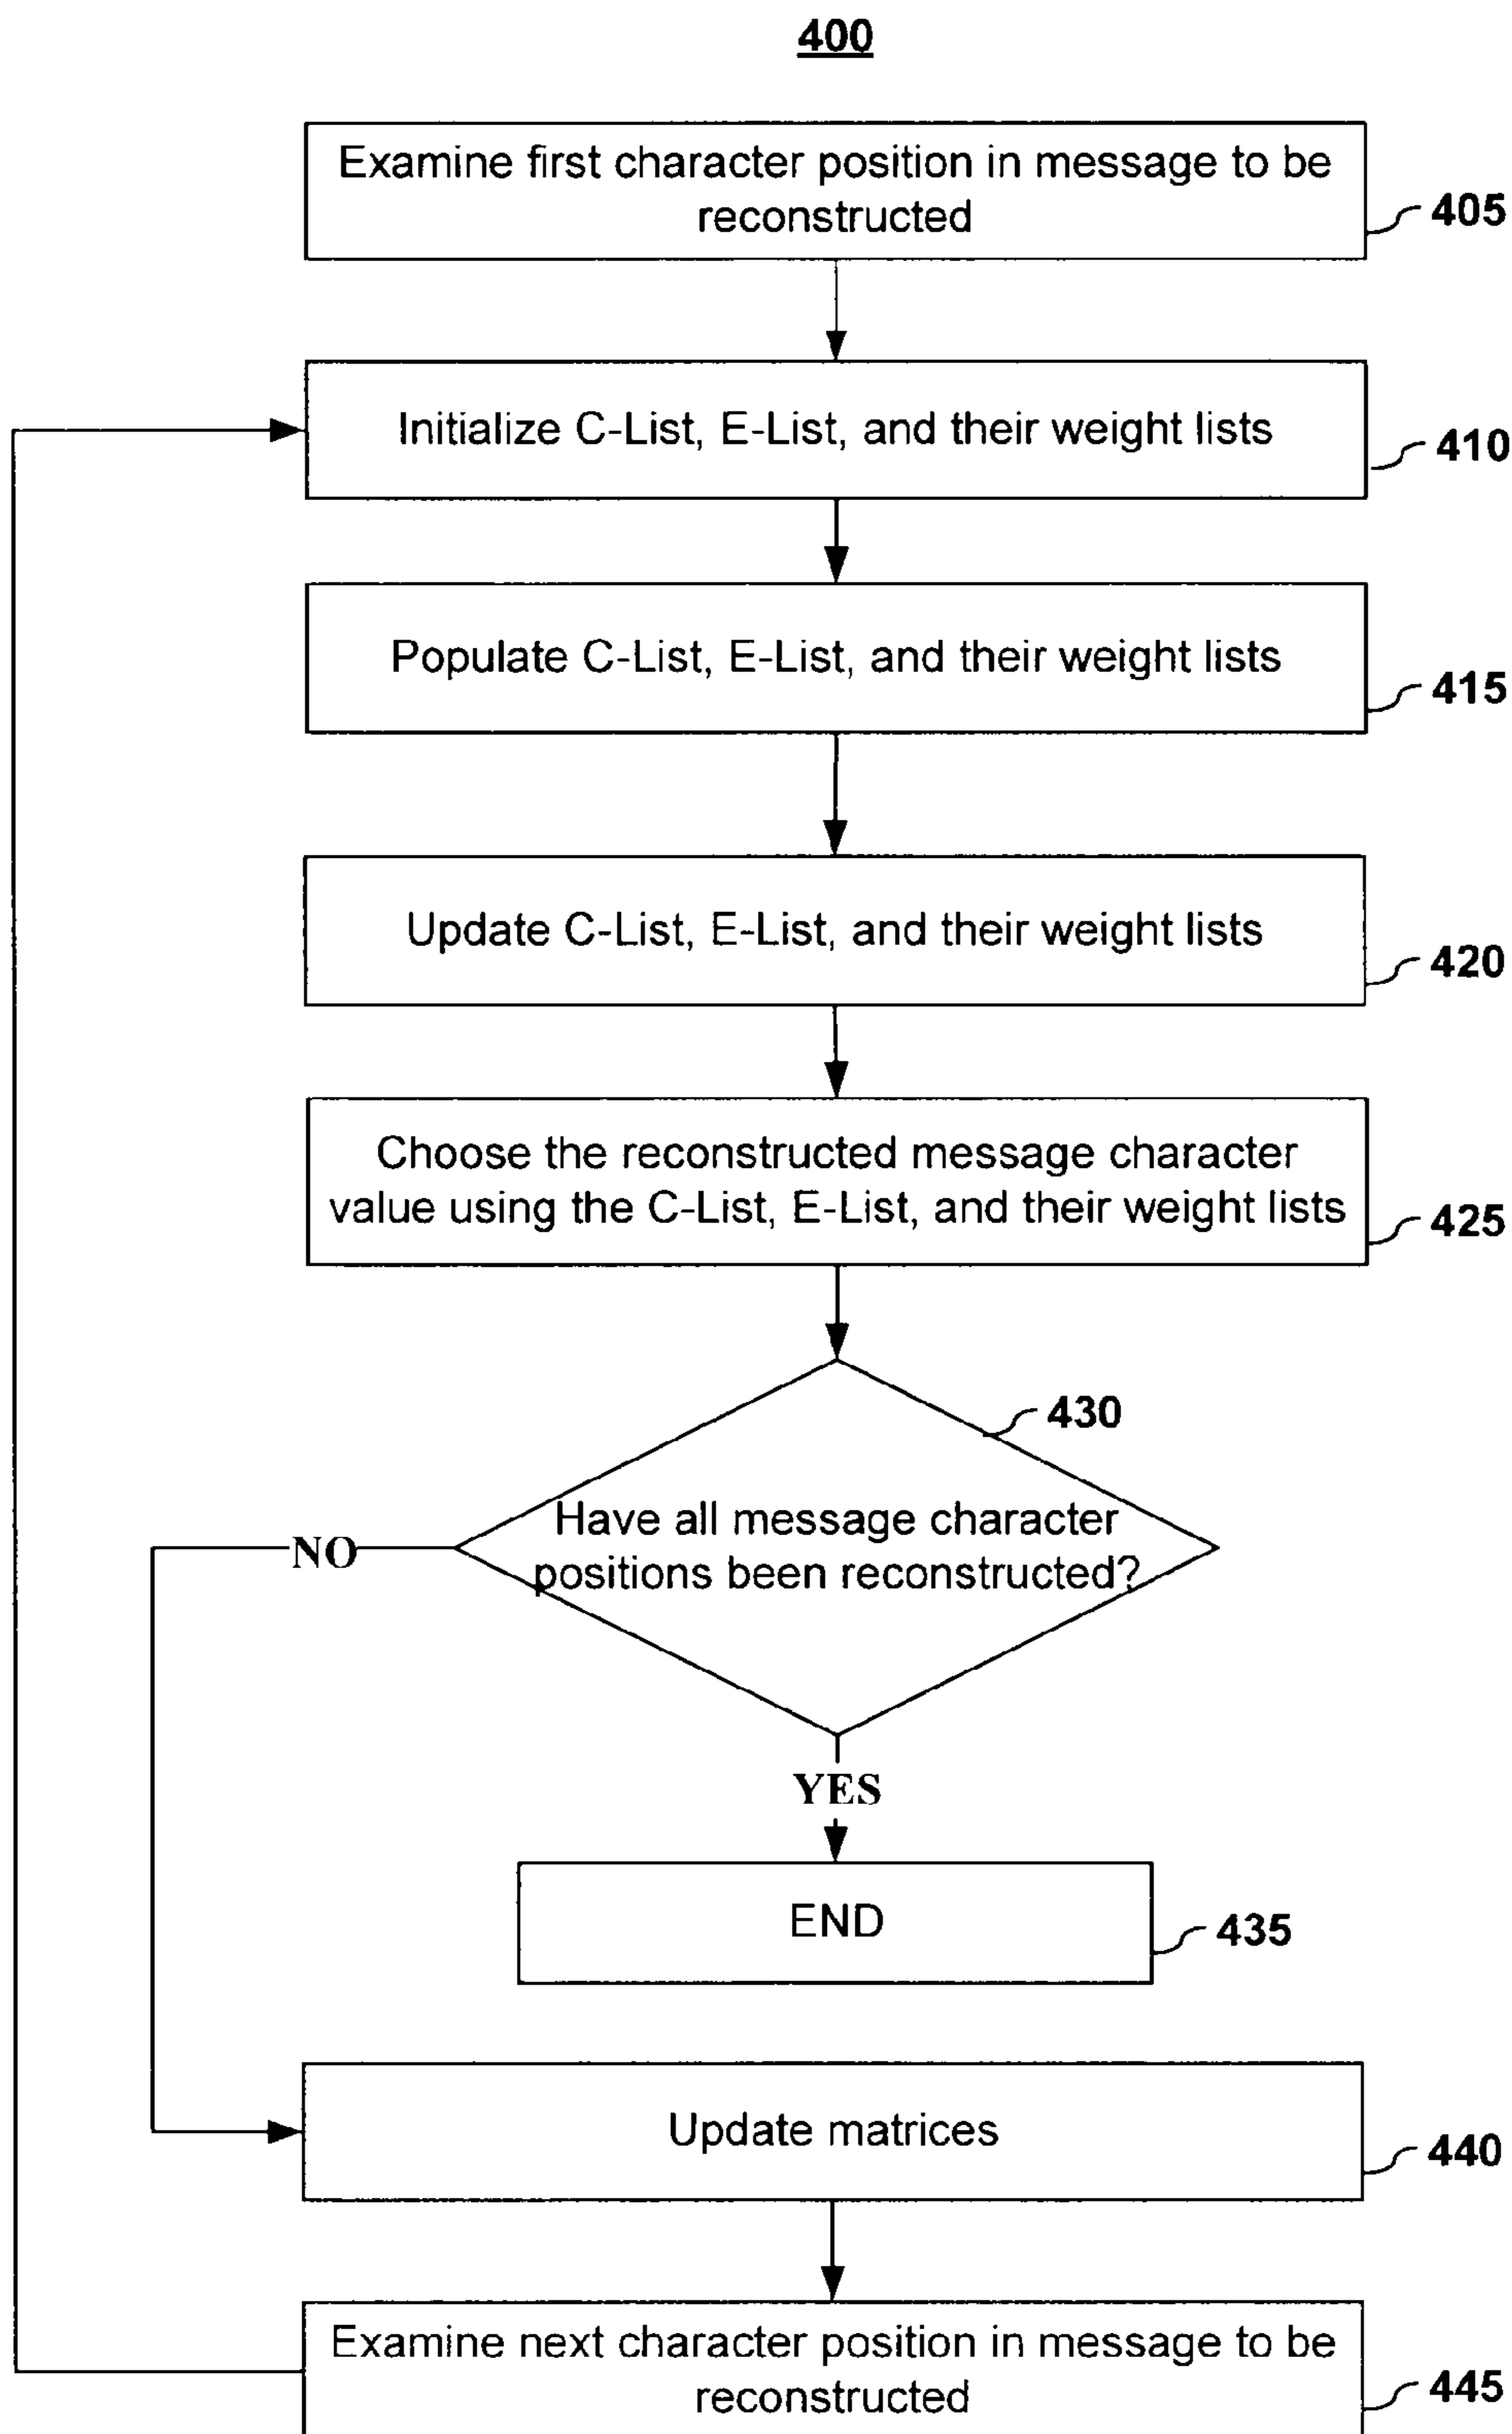 400
Examine first character position in message to be
reconstructed
405
Initialize C-List, E-List, and their weight lists
410
Populate C-List, E-List, and their weight lists
415
Update C-List, E-List, and their weight lists
420
Choose the reconstructed message character
value using the C-List, E-List, and their weight lists
425
430
Have all message character
positions been reconstructed?
NO
YES
END
435
Update matrices
440
Examine next character position in message to be
reconstructed
445